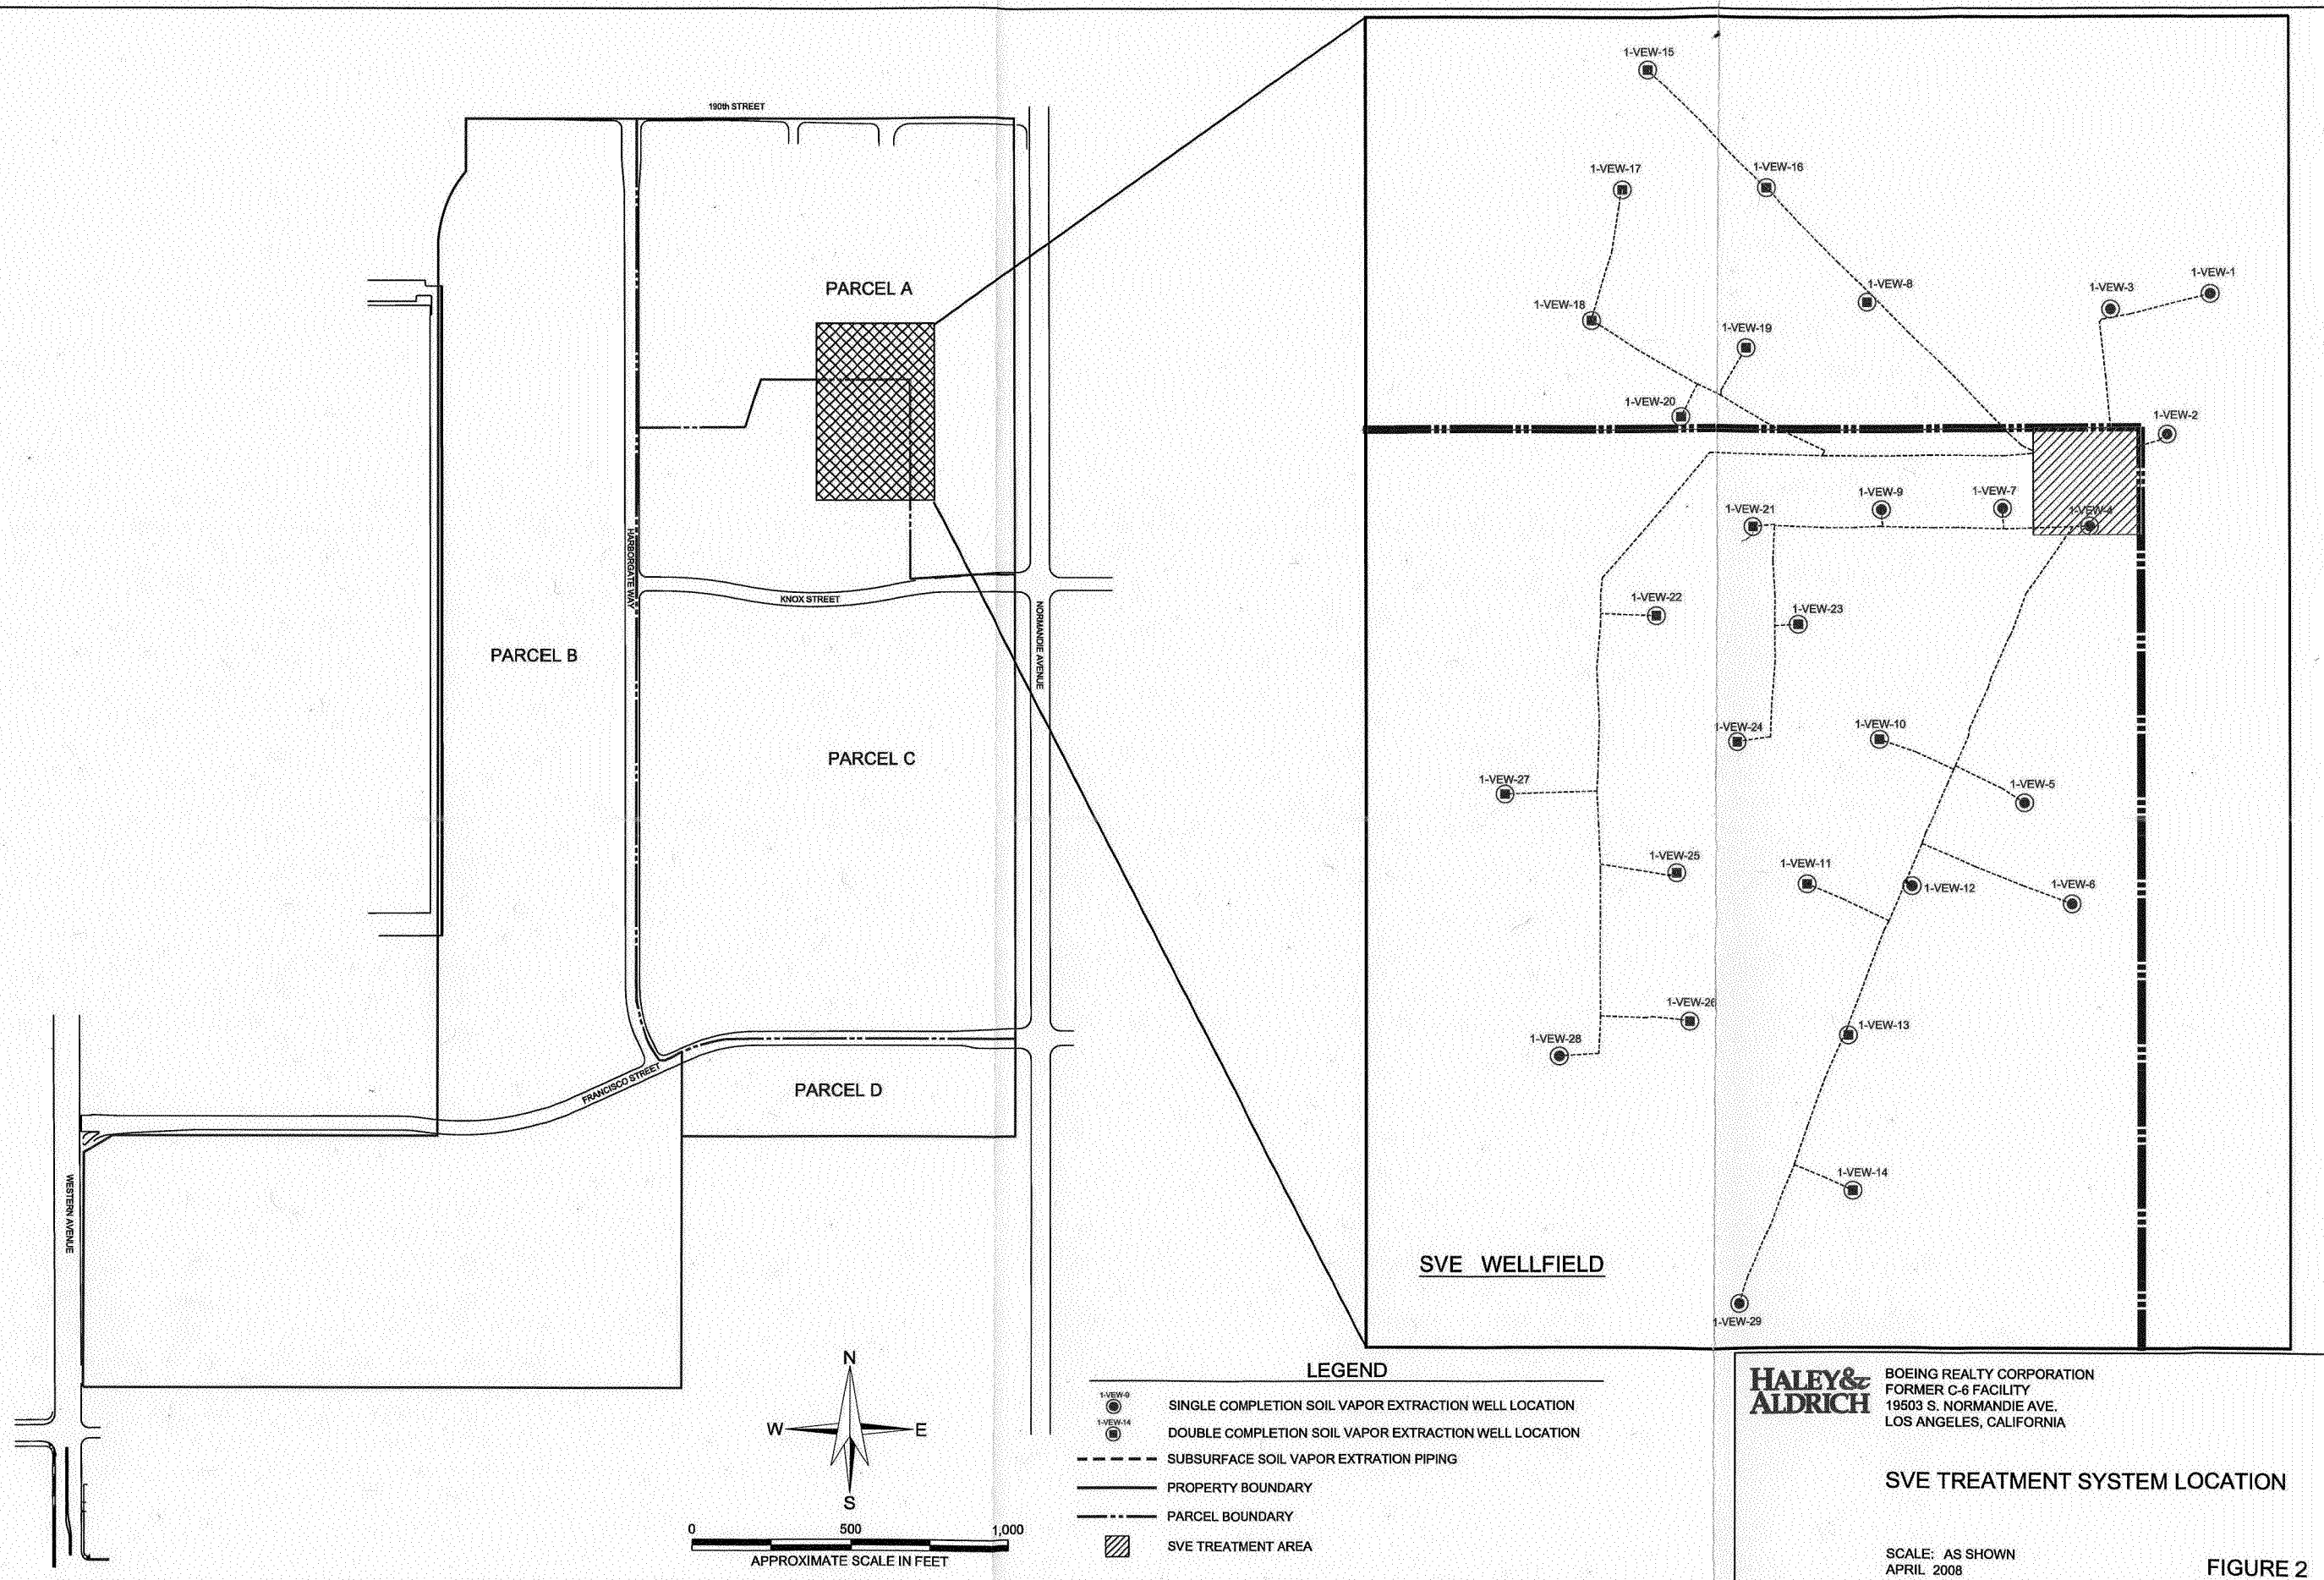 190th STREET
PARCEL A
HARBORGATE WAY
KNOX STREET
NORMANDIE AVENUE
PARCEL B
PARCEL C
FRANCISCO STREET
PARCEL D
WESTERN AVENUE
1-VEW-15
1-VEW-17
1-VEW-16
1-VEW-8
1-VEW-3
1-VEW-1
1-VEW-18
1-VEW-19
1-VEW-20
1-VEW-2
1-VEW-9
1-VEW-7
1-VEW-21
1-VEW-4
1-VEW-22
1-VEW-23
1-VEW-24
1-VEW-10
1-VEW-27
1-VEW-5
1-VEW-25
1-VEW-11
1-VEW-12
1-VEW-6
1-VEW-26
1-VEW-28
1-VEW-13
1-VEW-14
SVE WELLFIELD
1-VEW-29
N
W
E
S
0 500 1,000
APPROXIMATE SCALE IN FEET
LEGEND
1-VEW-9
SINGLE COMPLETION SOIL VAPOR EXTRACTION WELL LOCATION
1-VEW-14
DOUBLE COMPLETION SOIL VAPOR EXTRACTION WELL LOCATION
SUBSURFACE SOIL VAPOR EXTRATION PIPING
PROPERTY BOUNDARY
PARCEL BOUNDARY
SVE TREATMENT AREA
HALEY&
ALDRICH
BOEING REALTY CORPORATION
FORMER C-6 FACILITY
19503 S. NORMANDIE AVE.
LOS ANGELES, CALIFORNIA
SVE TREATMENT SYSTEM LOCATION
SCALE: AS SHOWN
APRIL 2008
FIGURE 2